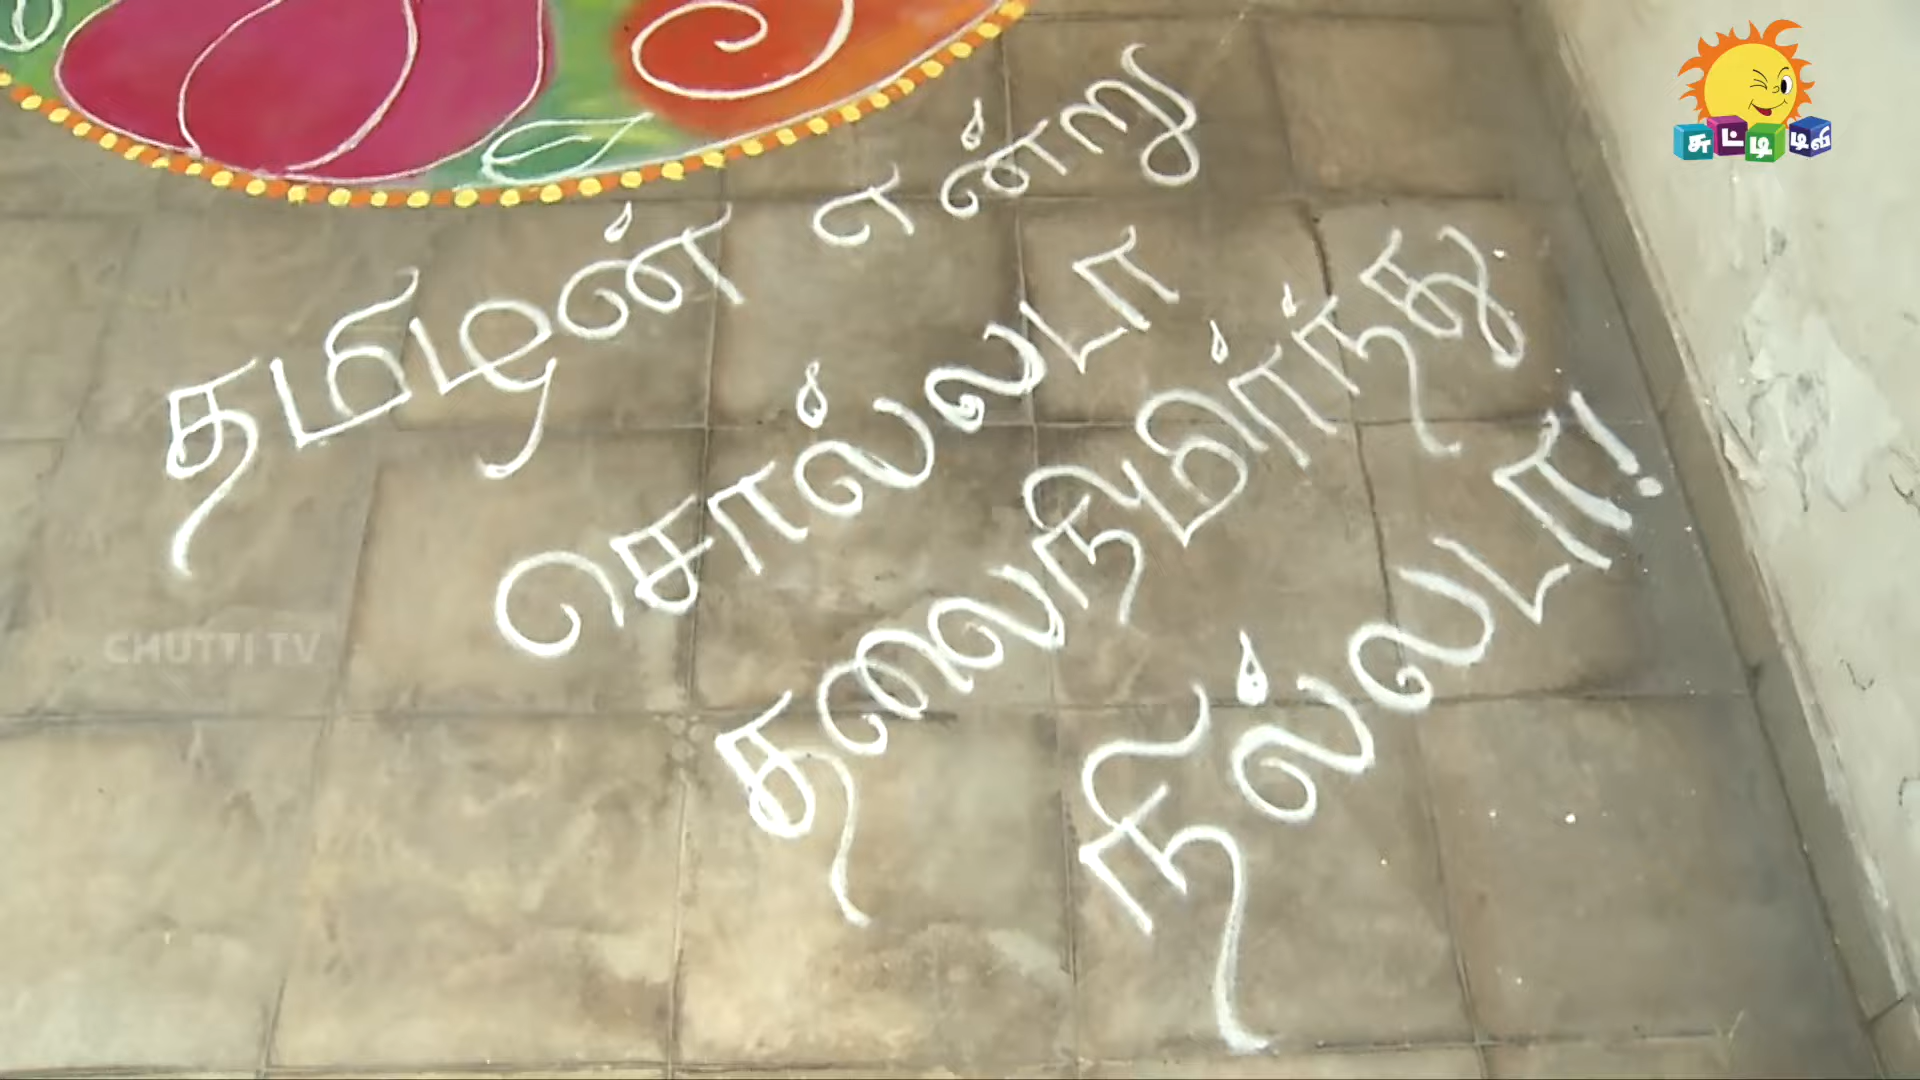 தமிழன் என்று
சொல்லடா
தலைநிமிர்ந்து
நில்லடா!
சுட்டி டிவி
CHUTTI TV